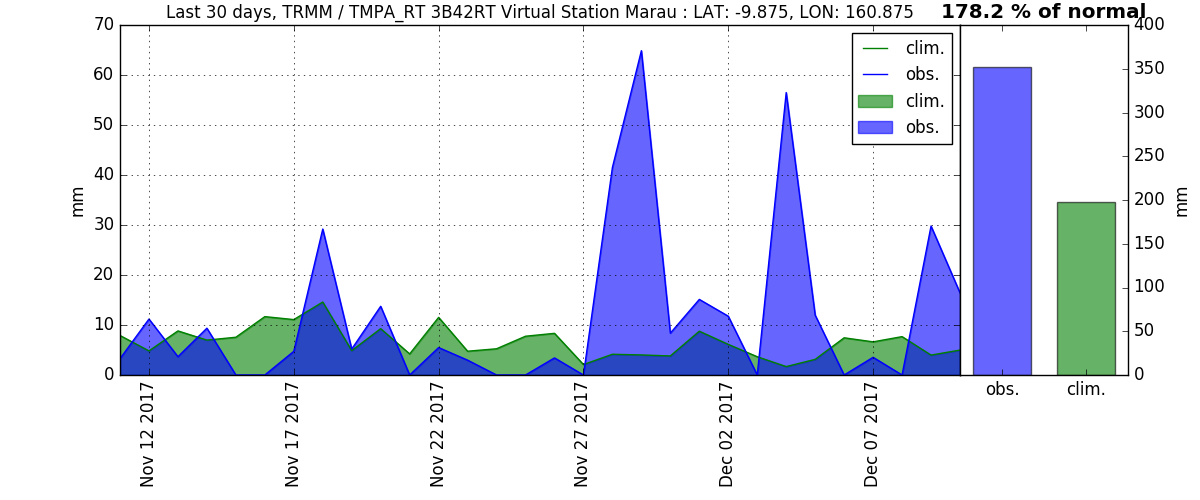 Last 30 days, TRMM / TMPA_RT 3B42RT Virtual Station Marau : LAT: -9.875, LON: 160.875
178.2 % of normal
70
60
50
40
30
20
10
0
mm
clim.
obs.
clim.
obs.
400
350
300
250
200
150
100
50
0
mm
Nov 12 2017
Nov 17 2017
Nov 22 2017
Nov 27 2017
Dec 02 2017
Dec 07 2017
obs.
clim.